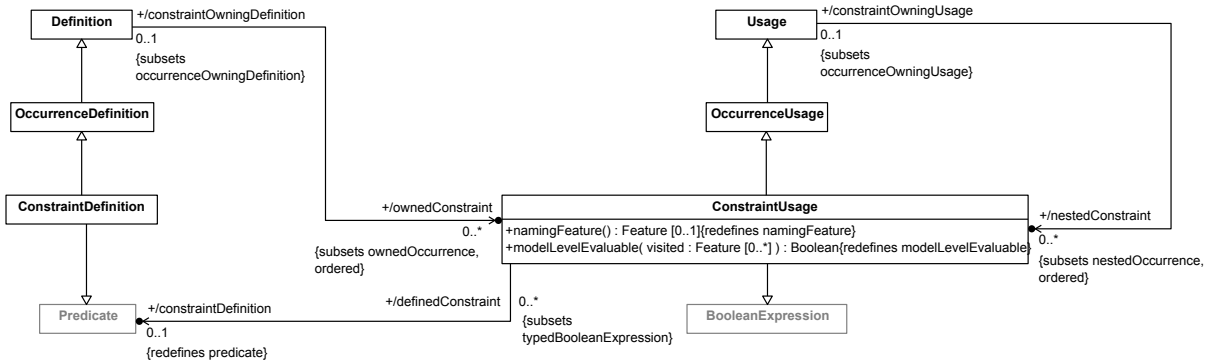 Definition
+/constraintOwningDefinition
0..1
{subsets
occurrenceOwningDefinition}
Usage
+/constraintOwningUsage
0..1
{subsets
occurrenceOwningUsage}
OccurrenceDefinition
OccurrenceUsage
ConstraintDefinition
+/ownedConstraint
0..*
{subsets ownedOccurrence,
ordered}
ConstraintUsage
+namingFeature() : Feature [0..1]{redefines namingFeature}
+modelLevelEvaluable( visited : Feature [0..*] ) : Boolean{redefines modelLevelEvaluable}
+/nestedConstraint
0..*
{subsets nestedOccurrence,
ordered}
Predicate
+/constraintDefinition
0..1
{redefines predicate}
+/definedConstraint
0..*
{subsets
typedBooleanExpression}
BooleanExpression